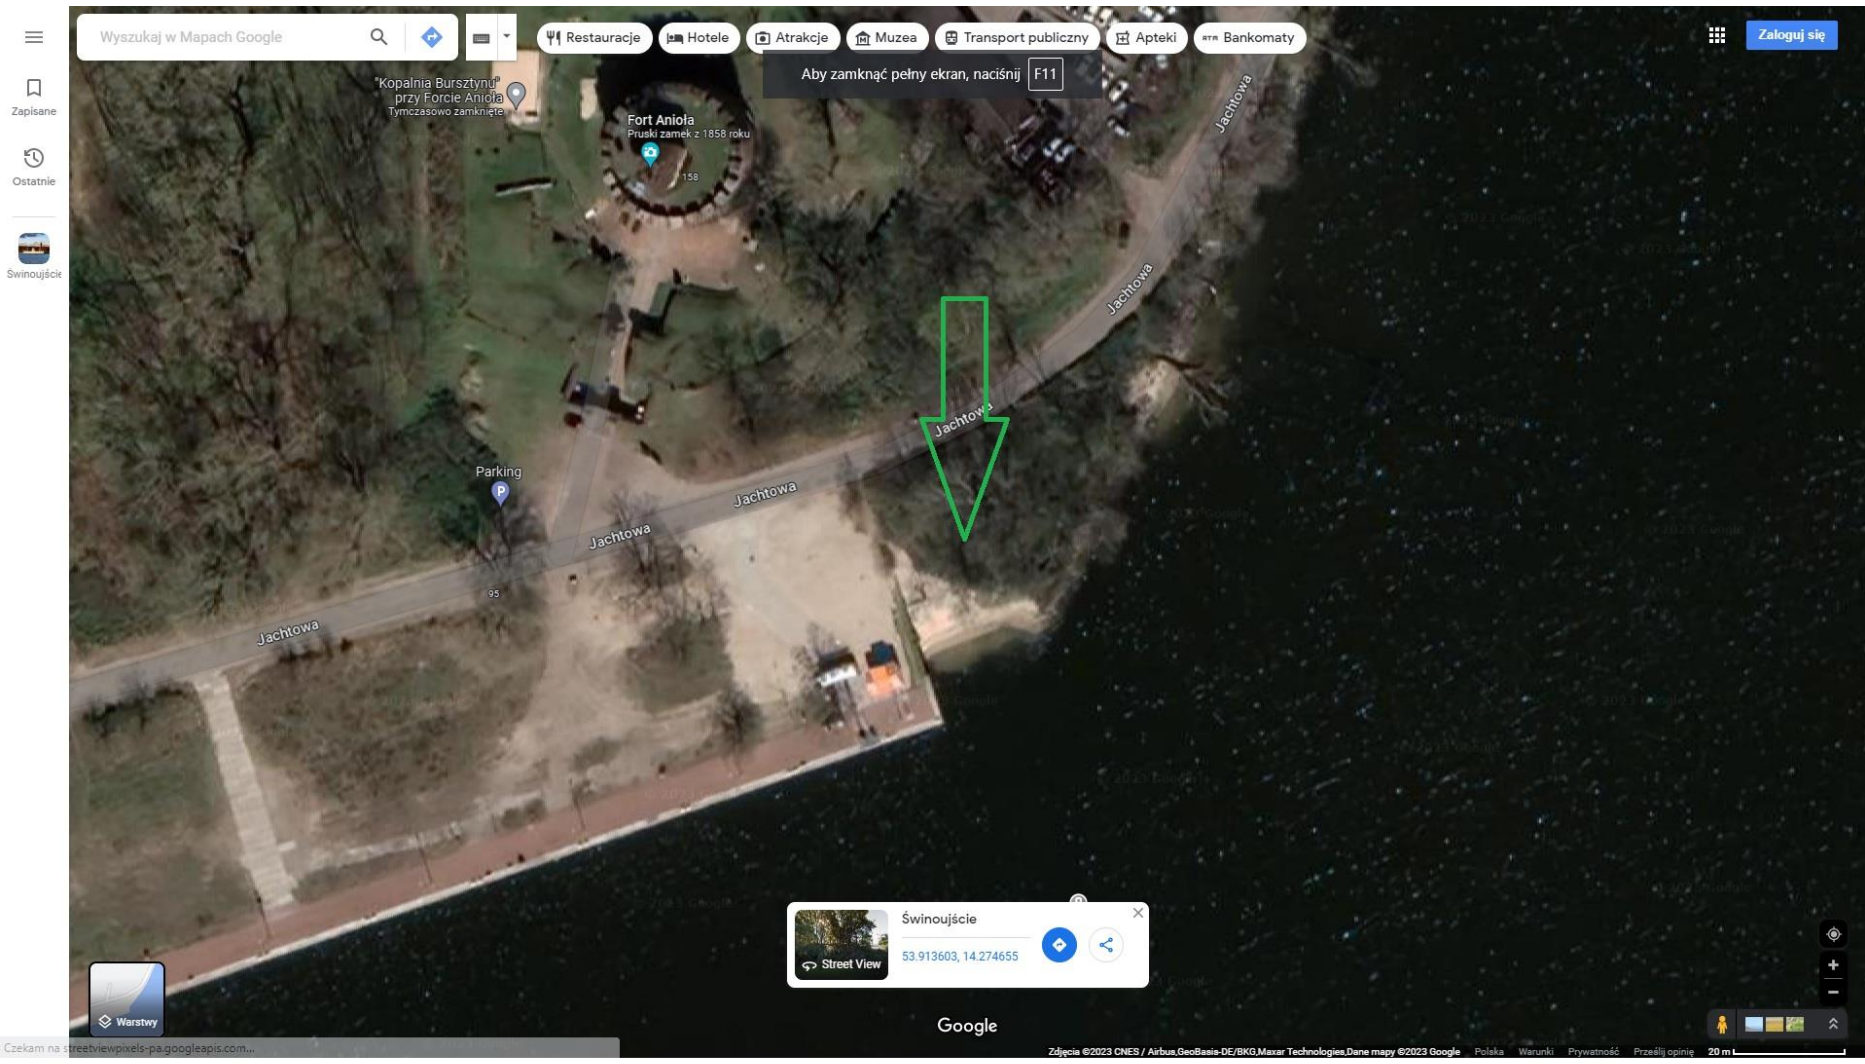 Wyszukaj w Mapach Google
Restauracje
Hotele
Atrakcje
Muzea
Transport publiczny
Apteki
ATM Bankomaty
Zaloguj się
Aby zamknąć pełny ekran, naciśnij F11
Zapisane
Ostatnie
Świnoujście
"Kopalnia Bursztynu"
przy Forcie Anioła
Tymczasowo zamknięte
Fort Anioła
Pruski zamek z 1858 roku
158
Jachtowa
Jachtowa
Jachtowa
Parking
P
Jachtowa
Jachtowa
95
Jachtowa
Świnoujście
53.913603, 14.274655
Street View
Warstwy
Google
Czekam na streetviewpixels-pa.googleapis.com...
Zdjęcia ©2023 CNES / Airbus,GeoBasis-DE/BKG,Maxar Technologies,Dane mapy ©2023 Google Polska Warunki Prywatność Prześlij opinię 20 m